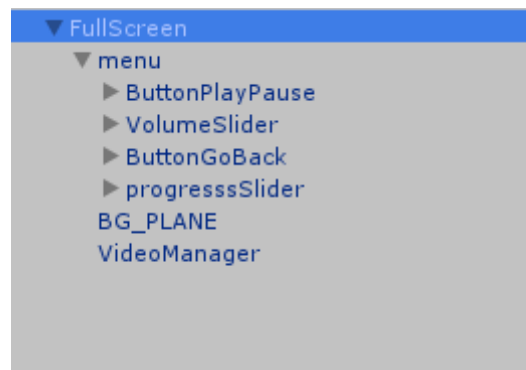 FullScreen
menu
ButtonPlayPause
VolumeSlider
ButtonGoBack
progresssSlider
BG_PLANE
VideoManager